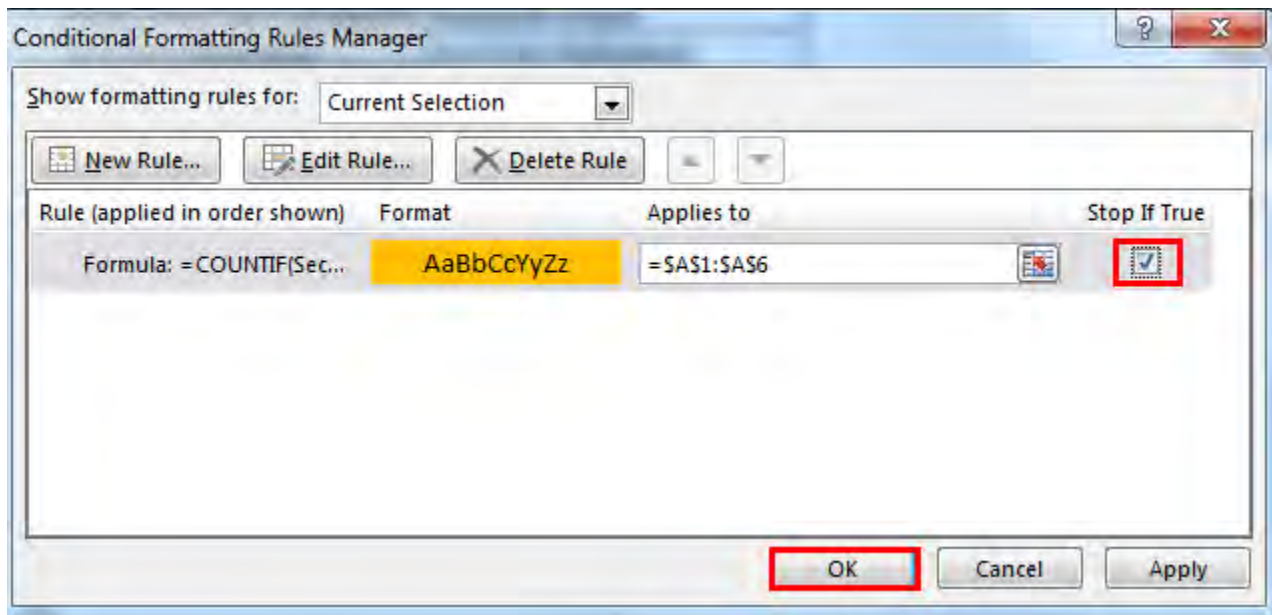 Conditional Formatting Rules Manager
?
Show formatting rules for: Current Selection
New Rule... Edit Rule... Delete Rule
Rule (applied in order shown) Format Applies to Stop If True
Formula: =COUNTIF(Sec... AaBbCcYyZz =$A$1:$A$6
OK Cancel Apply